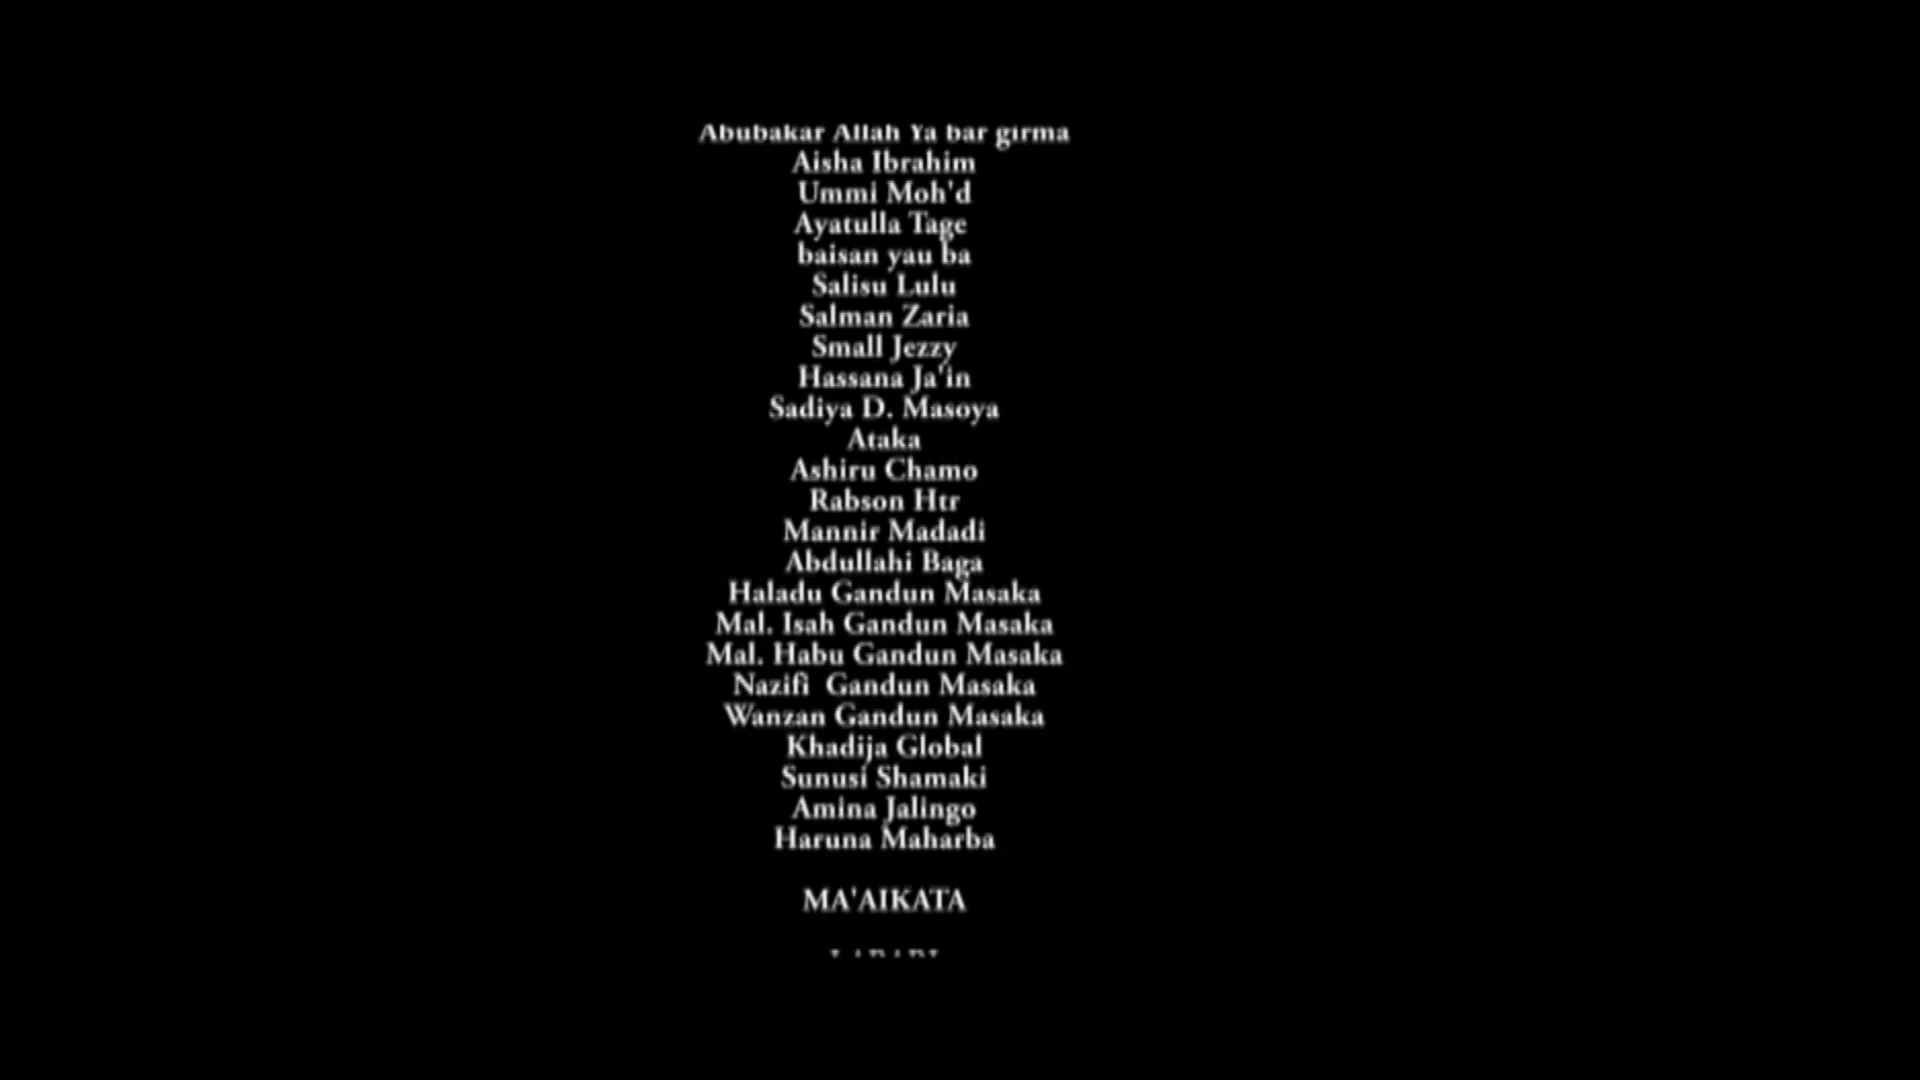 Abubakar Allah Ya bar girma
Aisha Ibrahim
Ummi Moh'd
Ayatulla Tage
baisan yau ba
Salisu Lulu
Salman Zaria
Small Jezzy
Hassana Ja'in
Sadiya D. Masoya
Ataka
Ashiru Chamo
Rabson Htr
Mannir Madadi
Abdullahi Baga
Haladu Gandun Masaka
Mal. Isah Gandun Masaka
Mal. Habu Gandun Masaka
Nazifi  Gandun Masaka
Wanzan Gandun Masaka
Khadija Global
Sunusi Shamaki
Amina Jalingo
Haruna Maharba
MA'AIKATA